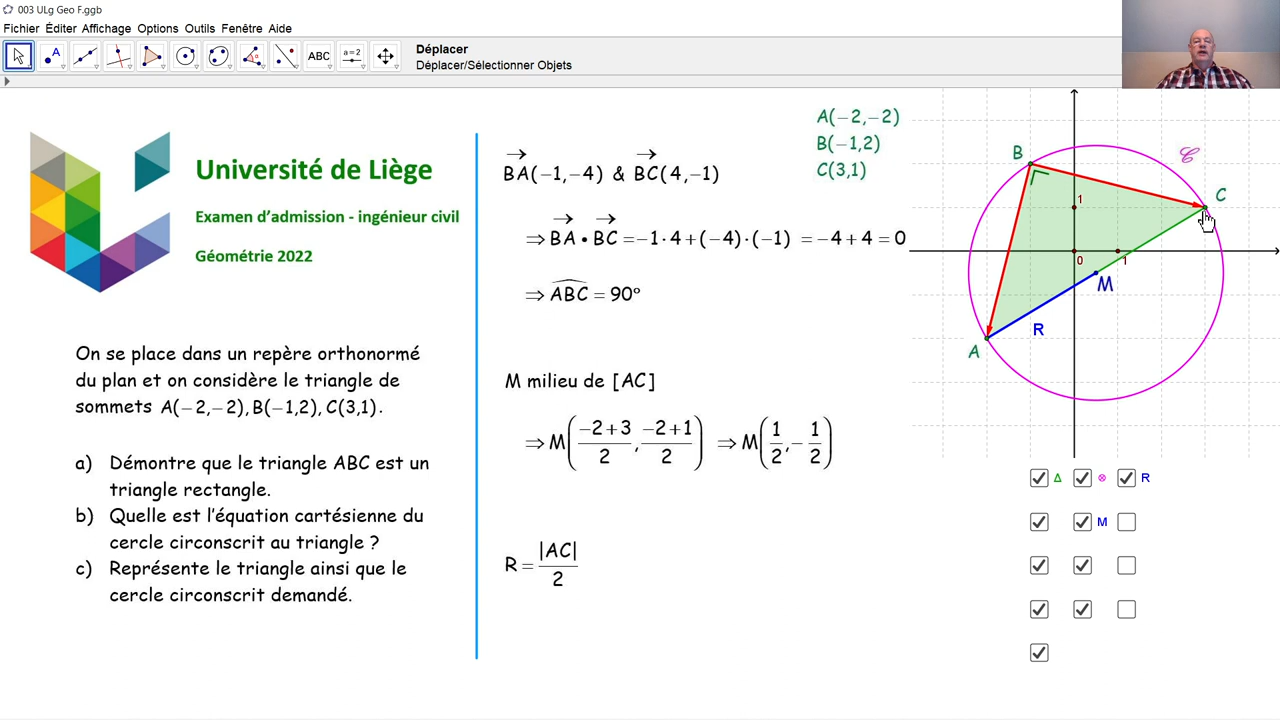 003 ULg Geo F.ggb
Fichier Éditer Affichage Options Outils Fenêtre Aide
A ABC a=2 Déplacer
Déplacer/Sélectionner Objets
Université de Liège
Examen d'admission - ingénieur civil
Géométrie 2022
On se place dans un repère orthonormé
du plan et on considère le triangle de
sommets A(-2,-2), B(-1,2), C(3,1).
a) Démontre que le triangle ABC est un
triangle rectangle.
b) Quelle est l'équation cartésienne du
cercle circonscrit au triangle ?
c) Représente le triangle ainsi que le
cercle circonscrit demandé.
BA(-1,-4) & BC(4,-1)
⇒ BA • BC = -1·4+(-4)·(-1) = -4+4 = 0
⇒ ABC = 90°
M milieu de [AC]
⇒ M((-2+3)/2, (-2+1)/2) ⇒ M(1/2, -1/2)
R = |AC|/2
A(-2,-2)
B(-1,2)
C(3,1)
B
𝒞
C
1
0
1
M
R
A
Δ ⊗ R
M